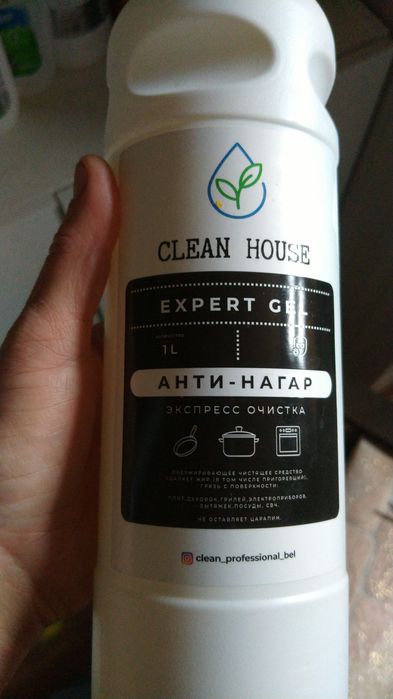 CLEAN HOUSE
EXPERT GEL
1 L
АНТИ-НАГАР
ЭКСПРЕСС ОЧИСТКА
ОБЕЗЖИРИВАЮЩЕЕ ЧИСТЯЩЕЕ СРЕДСТВО
УДАЛЯЕТ ЖИР (В ТОМ ЧИСЛЕ ПРИГОРЕВШИЙ),
ГРЯЗЬ С ПОВЕРХНОСТИ:
ПЛИТ,ДУХОВОК,ГРИЛЕЙ,ЭЛЕКТРОПРИБОРОВ,
ВЫТЯЖЕК,ПОСУДЫ, СВЧ.
НЕ ОСТАВЛЯЕТ ЦАРАПИН.
clean_professional_bel